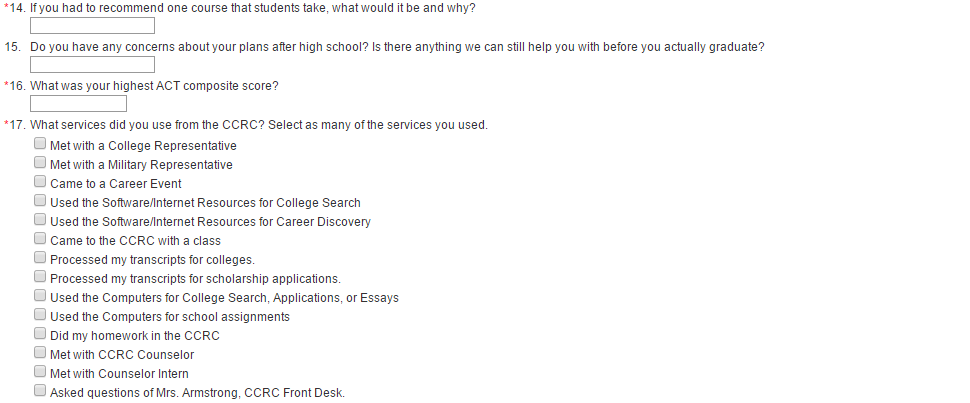 *14. If you had to recommend one course that students take, what would it be and why?
15. Do you have any concerns about your plans after high school? Is there anything we can still help you with before you actually graduate?
*16. What was your highest ACT composite score?
*17. What services did you use from the CCRC? Select as many of the services you used.
Met with a College Representative
Met with a Military Representative
Came to a Career Event
Used the Software/Internet Resources for College Search
Used the Software/Internet Resources for Career Discovery
Came to the CCRC with a class
Processed my transcripts for colleges.
Processed my transcripts for scholarship applications.
Used the Computers for College Search, Applications, or Essays
Used the Computers for school assignments
Did my homework in the CCRC
Met with CCRC Counselor
Met with Counselor Intern
Asked questions of Mrs. Armstrong, CCRC Front Desk.